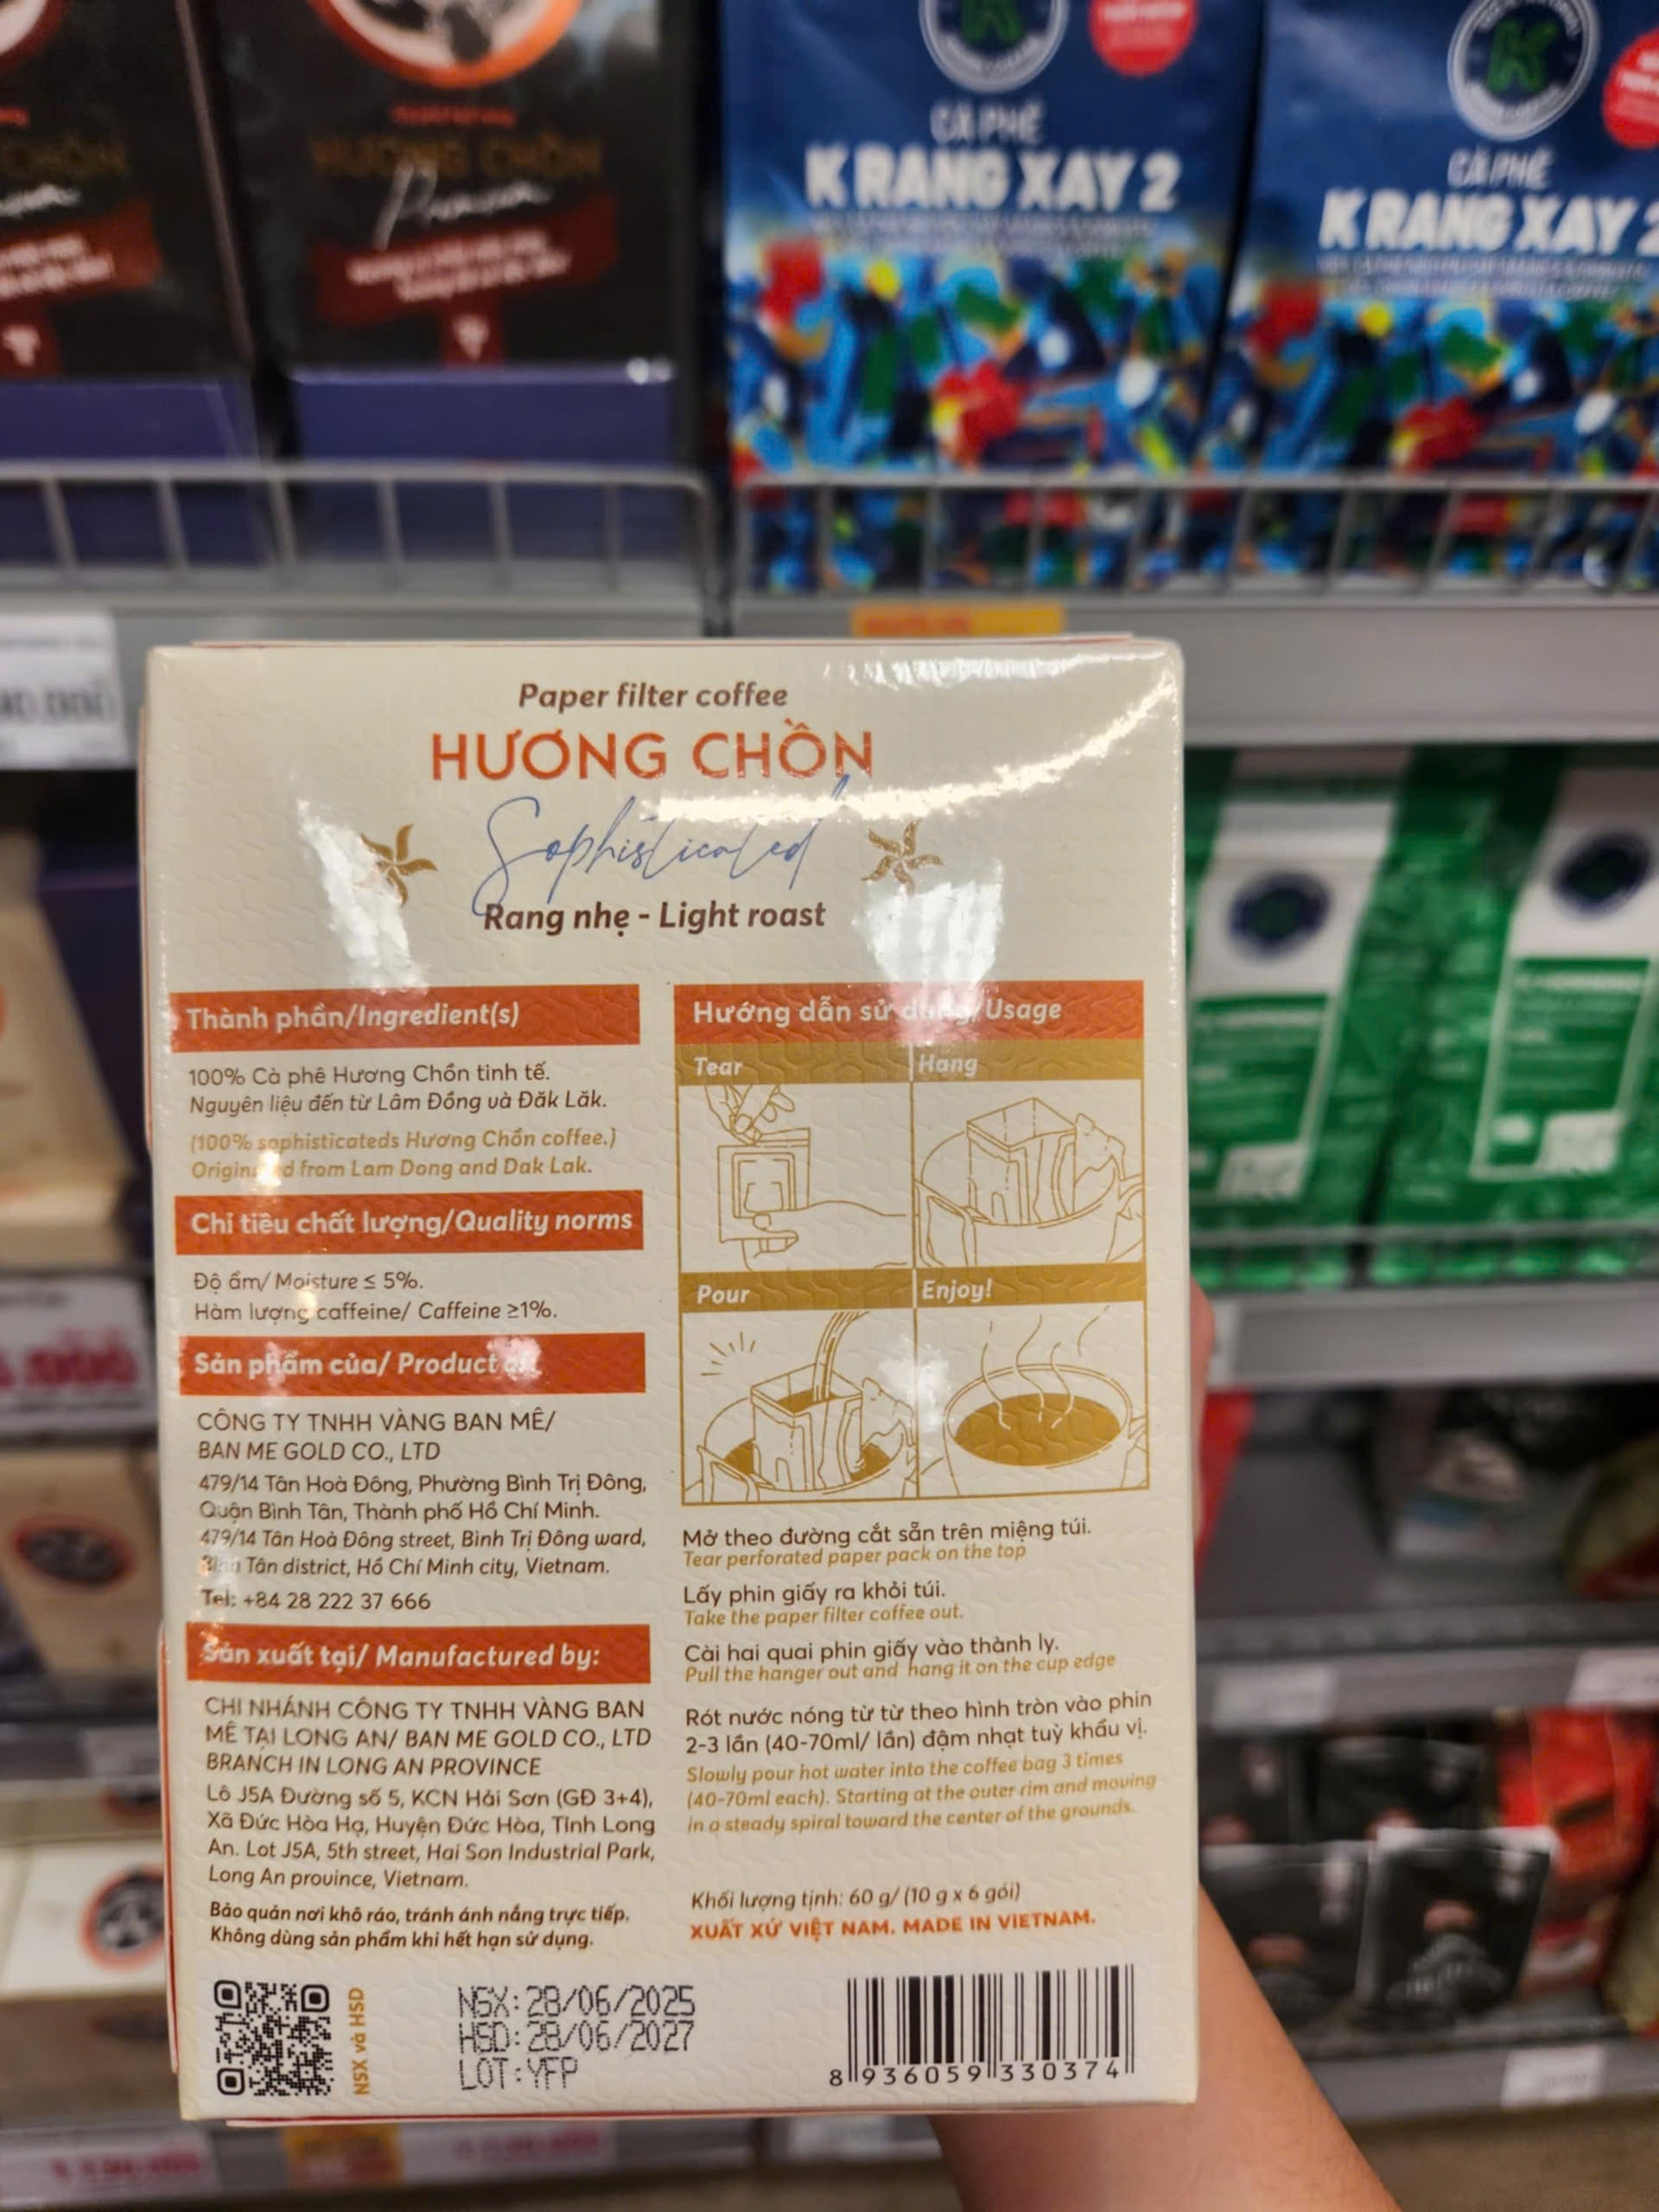 CÀ PHÊ
K RANG XAY 2
CÀ PHÊ
K RANG XAY 2
HƯƠNG CHỒN
Premium
Paper filter coffee
HƯƠNG CHỒN
Sophisticated
Rang nhẹ - Light roast
Thành phần/Ingredient(s)
100% Cà phê Hương Chồn tinh tế.
Nguyên liệu đến từ Lâm Đồng và Đăk Lăk.
(100% sophisticateds Hương Chồn coffee.)
from Lam Dong and Dak Lak.
Chỉ tiêu chất lượng/Quality norms
Độ ẩm/ Moisture ≤ 5%.
Hàm lượng caffeine/ Caffeine ≥1%.
Sản phẩm của/ Product of
CÔNG TY TNHH VÀNG BAN MÊ/
BAN ME GOLD CO., LTD
479/14 Tân Hoà Đông, Phường Bình Trị Đông,
Quận Bình Tân, Thành phố Hồ Chí Minh.
479/14 Tân Hoà Đông street, Bình Trị Đông ward,
Bình Tân district, Hồ Chí Minh city, Vietnam.
Tel: +84 28 222 37 666
Sản xuất tại/ Manufactured by:
CHI NHÁNH CÔNG TY TNHH VÀNG BAN
MÊ TẠI LONG AN/ BAN ME GOLD CO., LTD
BRANCH IN LONG AN PROVINCE
Lô J5A Đường số 5, KCN Hải Sơn (GĐ 3+4),
Xã Đức Hòa Hạ, Huyện Đức Hòa, Tỉnh Long
An. Lot J5A, 5th street, Hai Son Industrial Park,
Long An province, Vietnam.
Bảo quản nơi khô ráo, tránh ánh nắng trực tiếp.
Không dùng sản phẩm khi hết hạn sử dụng.
Hướng dẫn sử dụng/Usage
Tear
Hang
Pour
Enjoy!
Mở theo đường cắt sẵn trên miệng túi.
Tear perforated paper pack on the top
Lấy phin giấy ra khỏi túi.
Take the paper filter coffee out.
Cài hai quai phin giấy vào thành ly.
Pull the hanger out and hang it on the cup edge
Rót nước nóng từ từ theo hình tròn vào phin
2-3 lần (40-70ml/ lần) đậm nhạt tuỳ khẩu vị.
Slowly pour hot water into the coffee bag 3 times
(40-70ml each). Starting at the outer rim and moving
in a steady spiral toward the center of the grounds.
Khối lượng tịnh: 60 g/ (10 g x 6 gói)
XUẤT XỨ VIỆT NAM. MADE IN VIETNAM.
NSX và HSD
NSX: 28/06/2025
HSD: 28/06/2027
LOT: YFP
8 936059 330374